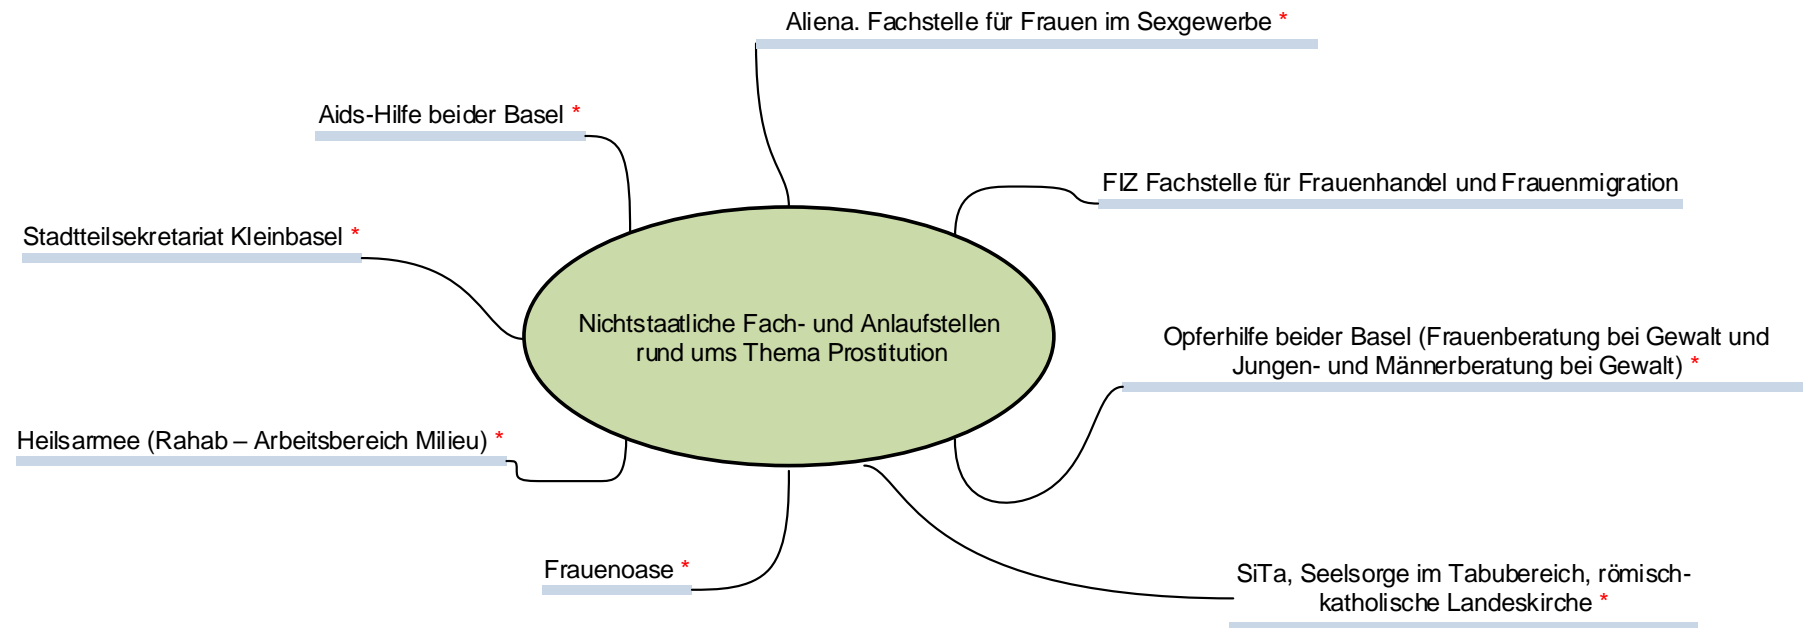 Aliena. Fachstelle für Frauen im Sexgewerbe *
Aids-Hilfe beider Basel *
FIZ Fachstelle für Frauenhandel und Frauenmigration
Stadtteilsekretariat Kleinbasel *
Nichtstaatliche Fach- und Anlaufstellen
rund ums Thema Prostitution
Opferhilfe beider Basel (Frauenberatung bei Gewalt und
Jungen- und Männerberatung bei Gewalt) *
Heilsarmee (Rahab – Arbeitsbereich Milieu) *
Frauenoase *
SiTa, Seelsorge im Tabubereich, römisch-
katholische Landeskirche *